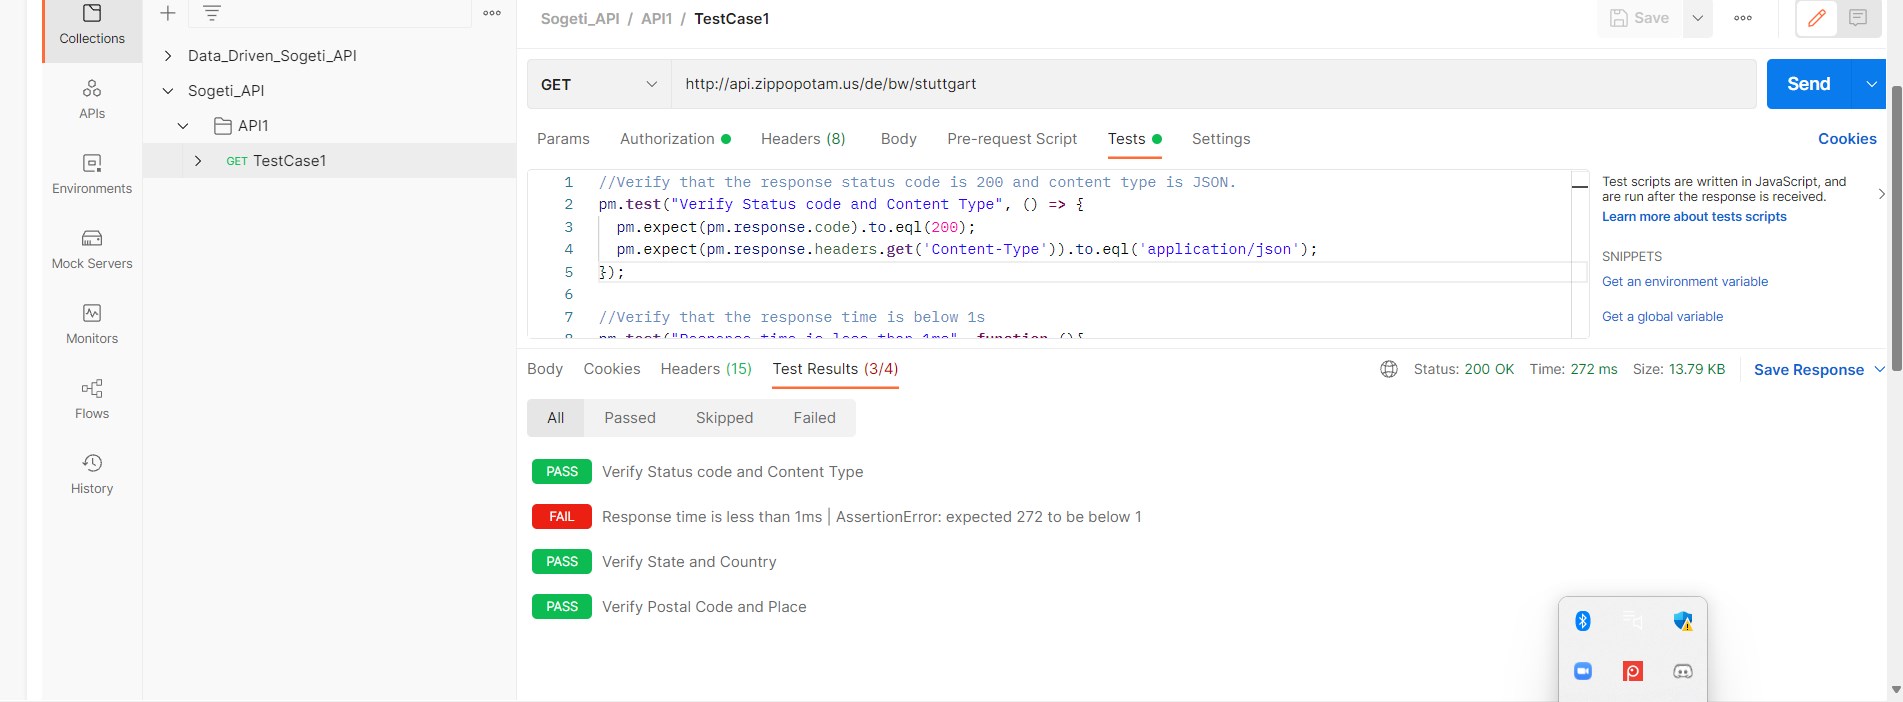 Collections
APIs
Environments
Mock Servers
Monitors
Flows
History
Data_Driven_Sogeti_API
Sogeti_API
API1
GET TestCase1
Sogeti_API / API1 / TestCase1
Save
GET http://api.zippopotam.us/de/bw/stuttgart
Send
Params Authorization Headers (8) Body Pre-request Script Tests Settings
Cookies
1 //Verify that the response status code is 200 and content type is JSON.
2 pm.test("Verify Status code and Content Type", () => {
3 pm.expect(pm.response.code).to.eql(200);
4 pm.expect(pm.response.headers.get('Content-Type')).to.eql('application/json');
5 });
6
7 //Verify that the response time is below 1s
8 pm.test("Response time is less than 1ms", function (){
Test scripts are written in JavaScript, and
are run after the response is received.
Learn more about tests scripts
SNIPPETS
Get an environment variable
Get a global variable
Body Cookies Headers (15) Test Results (3/4)
Status: 200 OK Time: 272 ms Size: 13.79 KB Save Response
All Passed Skipped Failed
PASS Verify Status code and Content Type
FAIL Response time is less than 1ms | AssertionError: expected 272 to be below 1
PASS Verify State and Country
PASS Verify Postal Code and Place